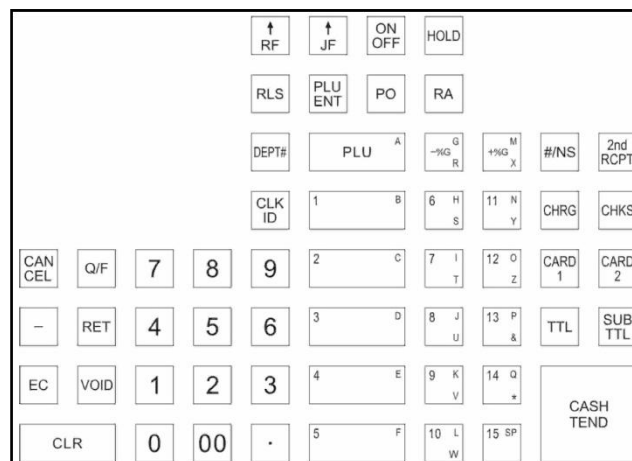 ↑ RF ↑ JF ON OFF HOLD
RLS PLU ENT PO RA
DEPT# PLU A -%G G R +%G M X #/NS 2nd RCPT
CLK ID 1 B 6 H S 11 N Y CHRG CHKS
CAN CEL Q/F 7 8 9 2 C 7 I T 12 O Z CARD 1 CARD 2
– RET 4 5 6 3 D 8 J U 13 P & TTL SUB TTL
EC VOID 1 2 3 4 E 9 K V 14 Q * CASH TEND
CLR 0 00 . 5 F 10 L W 15 SP